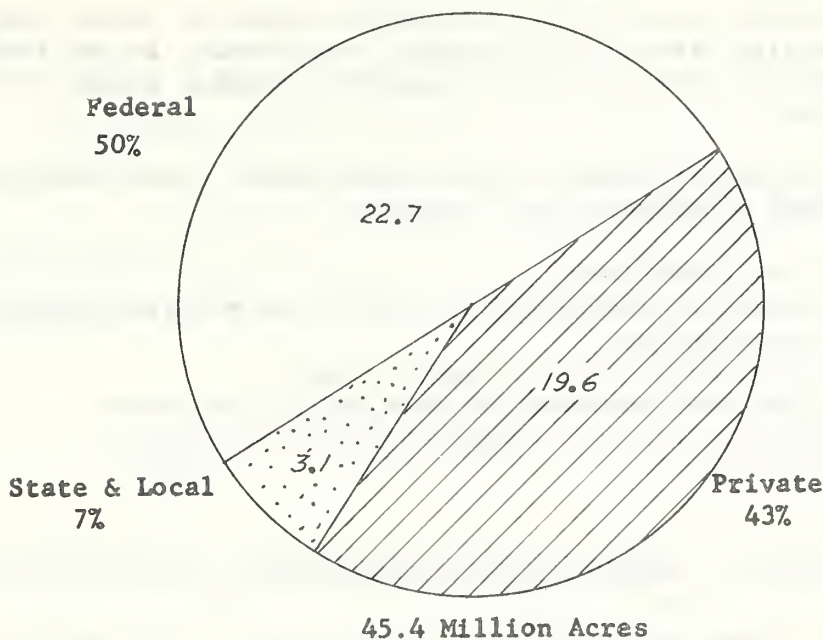 Federal
50%
22.7
19.6
3.1
State & Local
7%
Private
43%
45.4 Million Acres